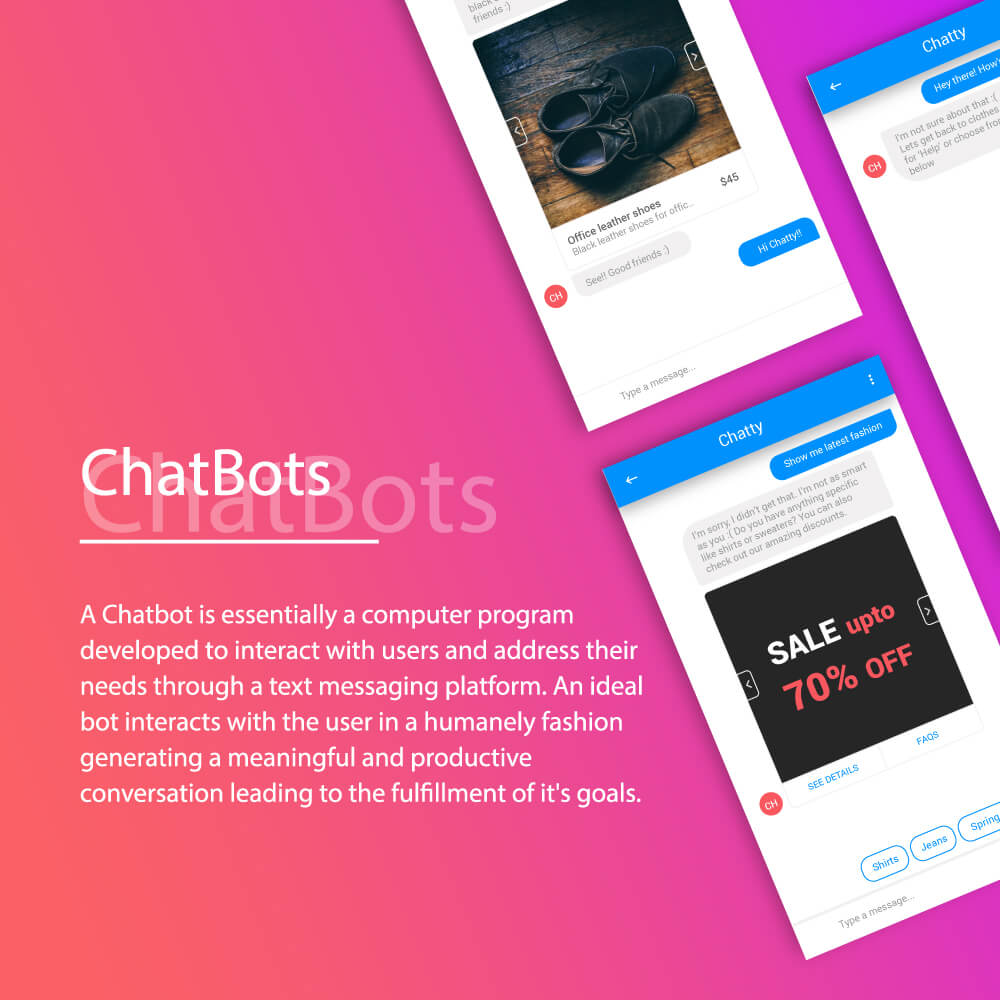 ChatBots
ChatBots
A Chatbot is essentially a computer program
developed to interact with users and address their
needs through a text messaging platform. An ideal
bot interacts with the user in a humanely fashion
generating a meaningful and productive
conversation leading to the fulfillment of it's goals.
black
friends :)
$45
Office leather shoes
Black leather shoes for offic...
See!! Good friends :)
CH
Hi Chatty!!
Type a message...
Chatty
Hey there! How'
I'm not sure about that :(
Lets get back to clothes
for 'Help' or choose
below
CH
Chatty
Show me latest fashion
I'm sorry, I didn't get that. I'm not as smart
as you :( Do you have anything specific
like shirts or sweaters? You can also
check out our amazing discounts.
SALE upto
70% OFF
SEE DETAILS
FAQS
CH
Shirts
Jeans
Spring
Type a message...